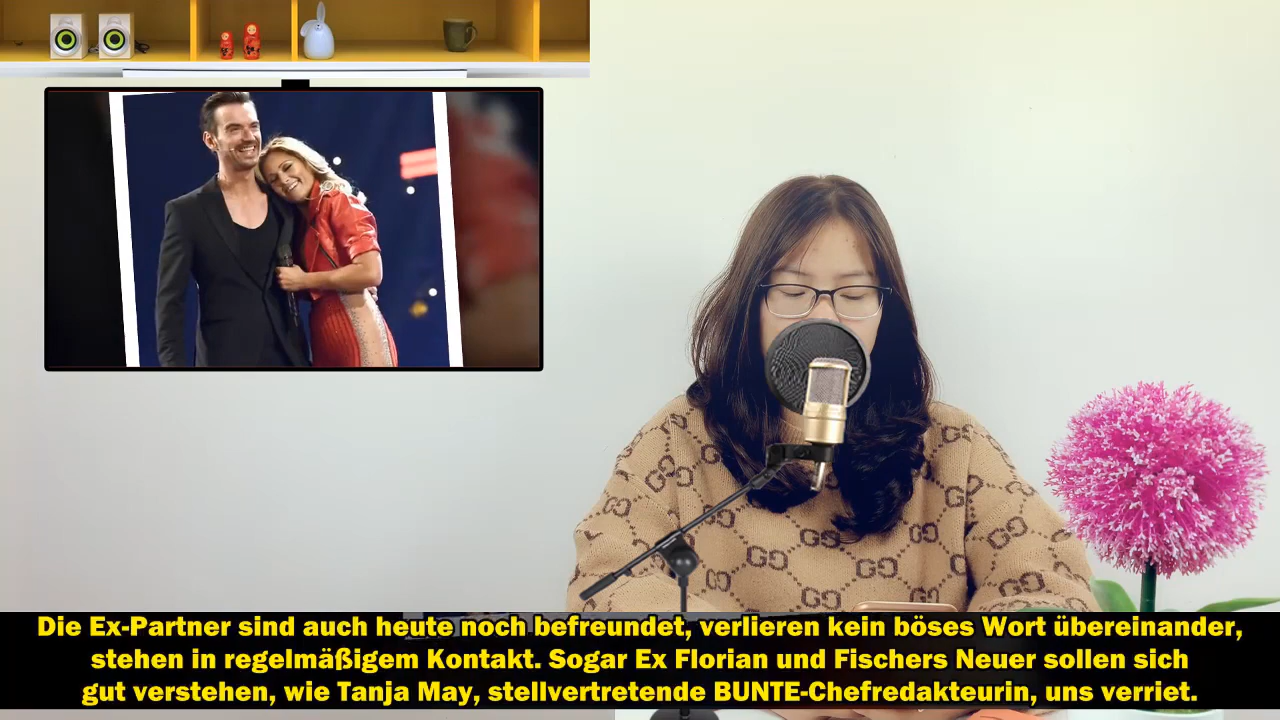 Die Ex-Partner sind auch heute noch befreundet, verlieren kein böses Wort übereinander,
stehen in regelmäßigem Kontakt. Sogar Ex Florian und Fischers Neuer sollen sich
gut verstehen, wie Tanja May, stellvertretende BUNTE-Chefredakteurin, uns verriet.